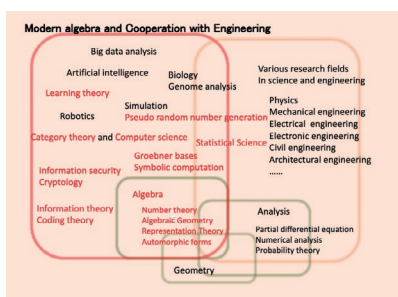 Modern algebra and Cooperation with Engineering
Big data analysis
Artificial intelligence
Learning theory
Biology
Genome analysis
Simulation
Robotics
Pseudo random number generation
Category theory and Computer science
Statistical Science
Groebner bases
Symbolic computation
Information security
Cryptology
Information theory
Coding theory
Various research fields
In science and engineering
Physics
Mechanical engineering
Electrical engineering
Electronic engineering
Civil engineering
Architectural engineering
......
Algebra
Number theory
Algebraic Geometry
Representation Theory
Automorphic forms
Analysis
Partial differential equation
Numerical analysis
Probability theory
Geometry